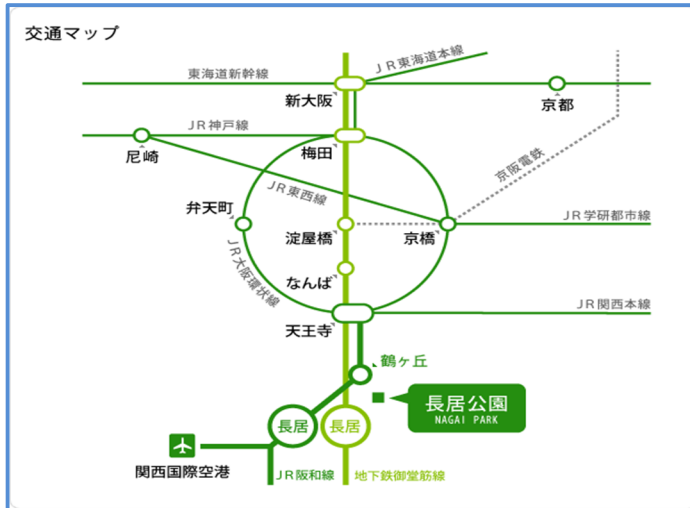 交通マップ
JR東海道本線
東海道新幹線
新大阪
京都
JR神戸線
梅田
尼崎
京阪電鉄
JR東西線
弁天町
淀屋橋
京橋
JR学研都市線
なんば
JR大阪環状線
JR関西本線
天王寺
鶴ヶ丘
長居公園
NAGAI PARK
長居
長居
関西国際空港
JR阪和線
地下鉄御堂筋線